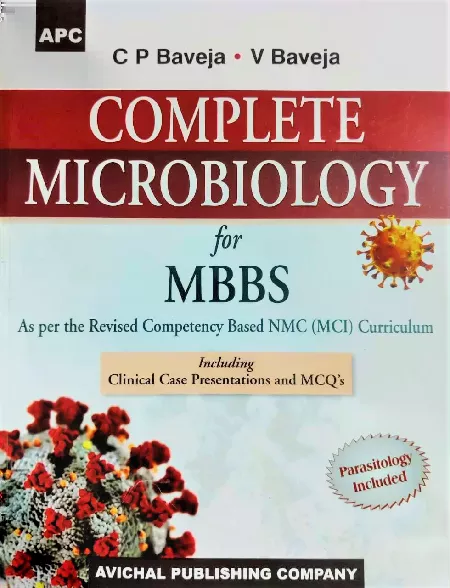 APC
C P Baveja • V Baveja
COMPLETE
MICROBIOLOGY
for
MBBS
As per the Revised Competency Based NMC (MCI) Curriculum
Including
Clinical Case Presentations and MCQ's
Parasitology
Included
AVICHAL PUBLISHING COMPANY